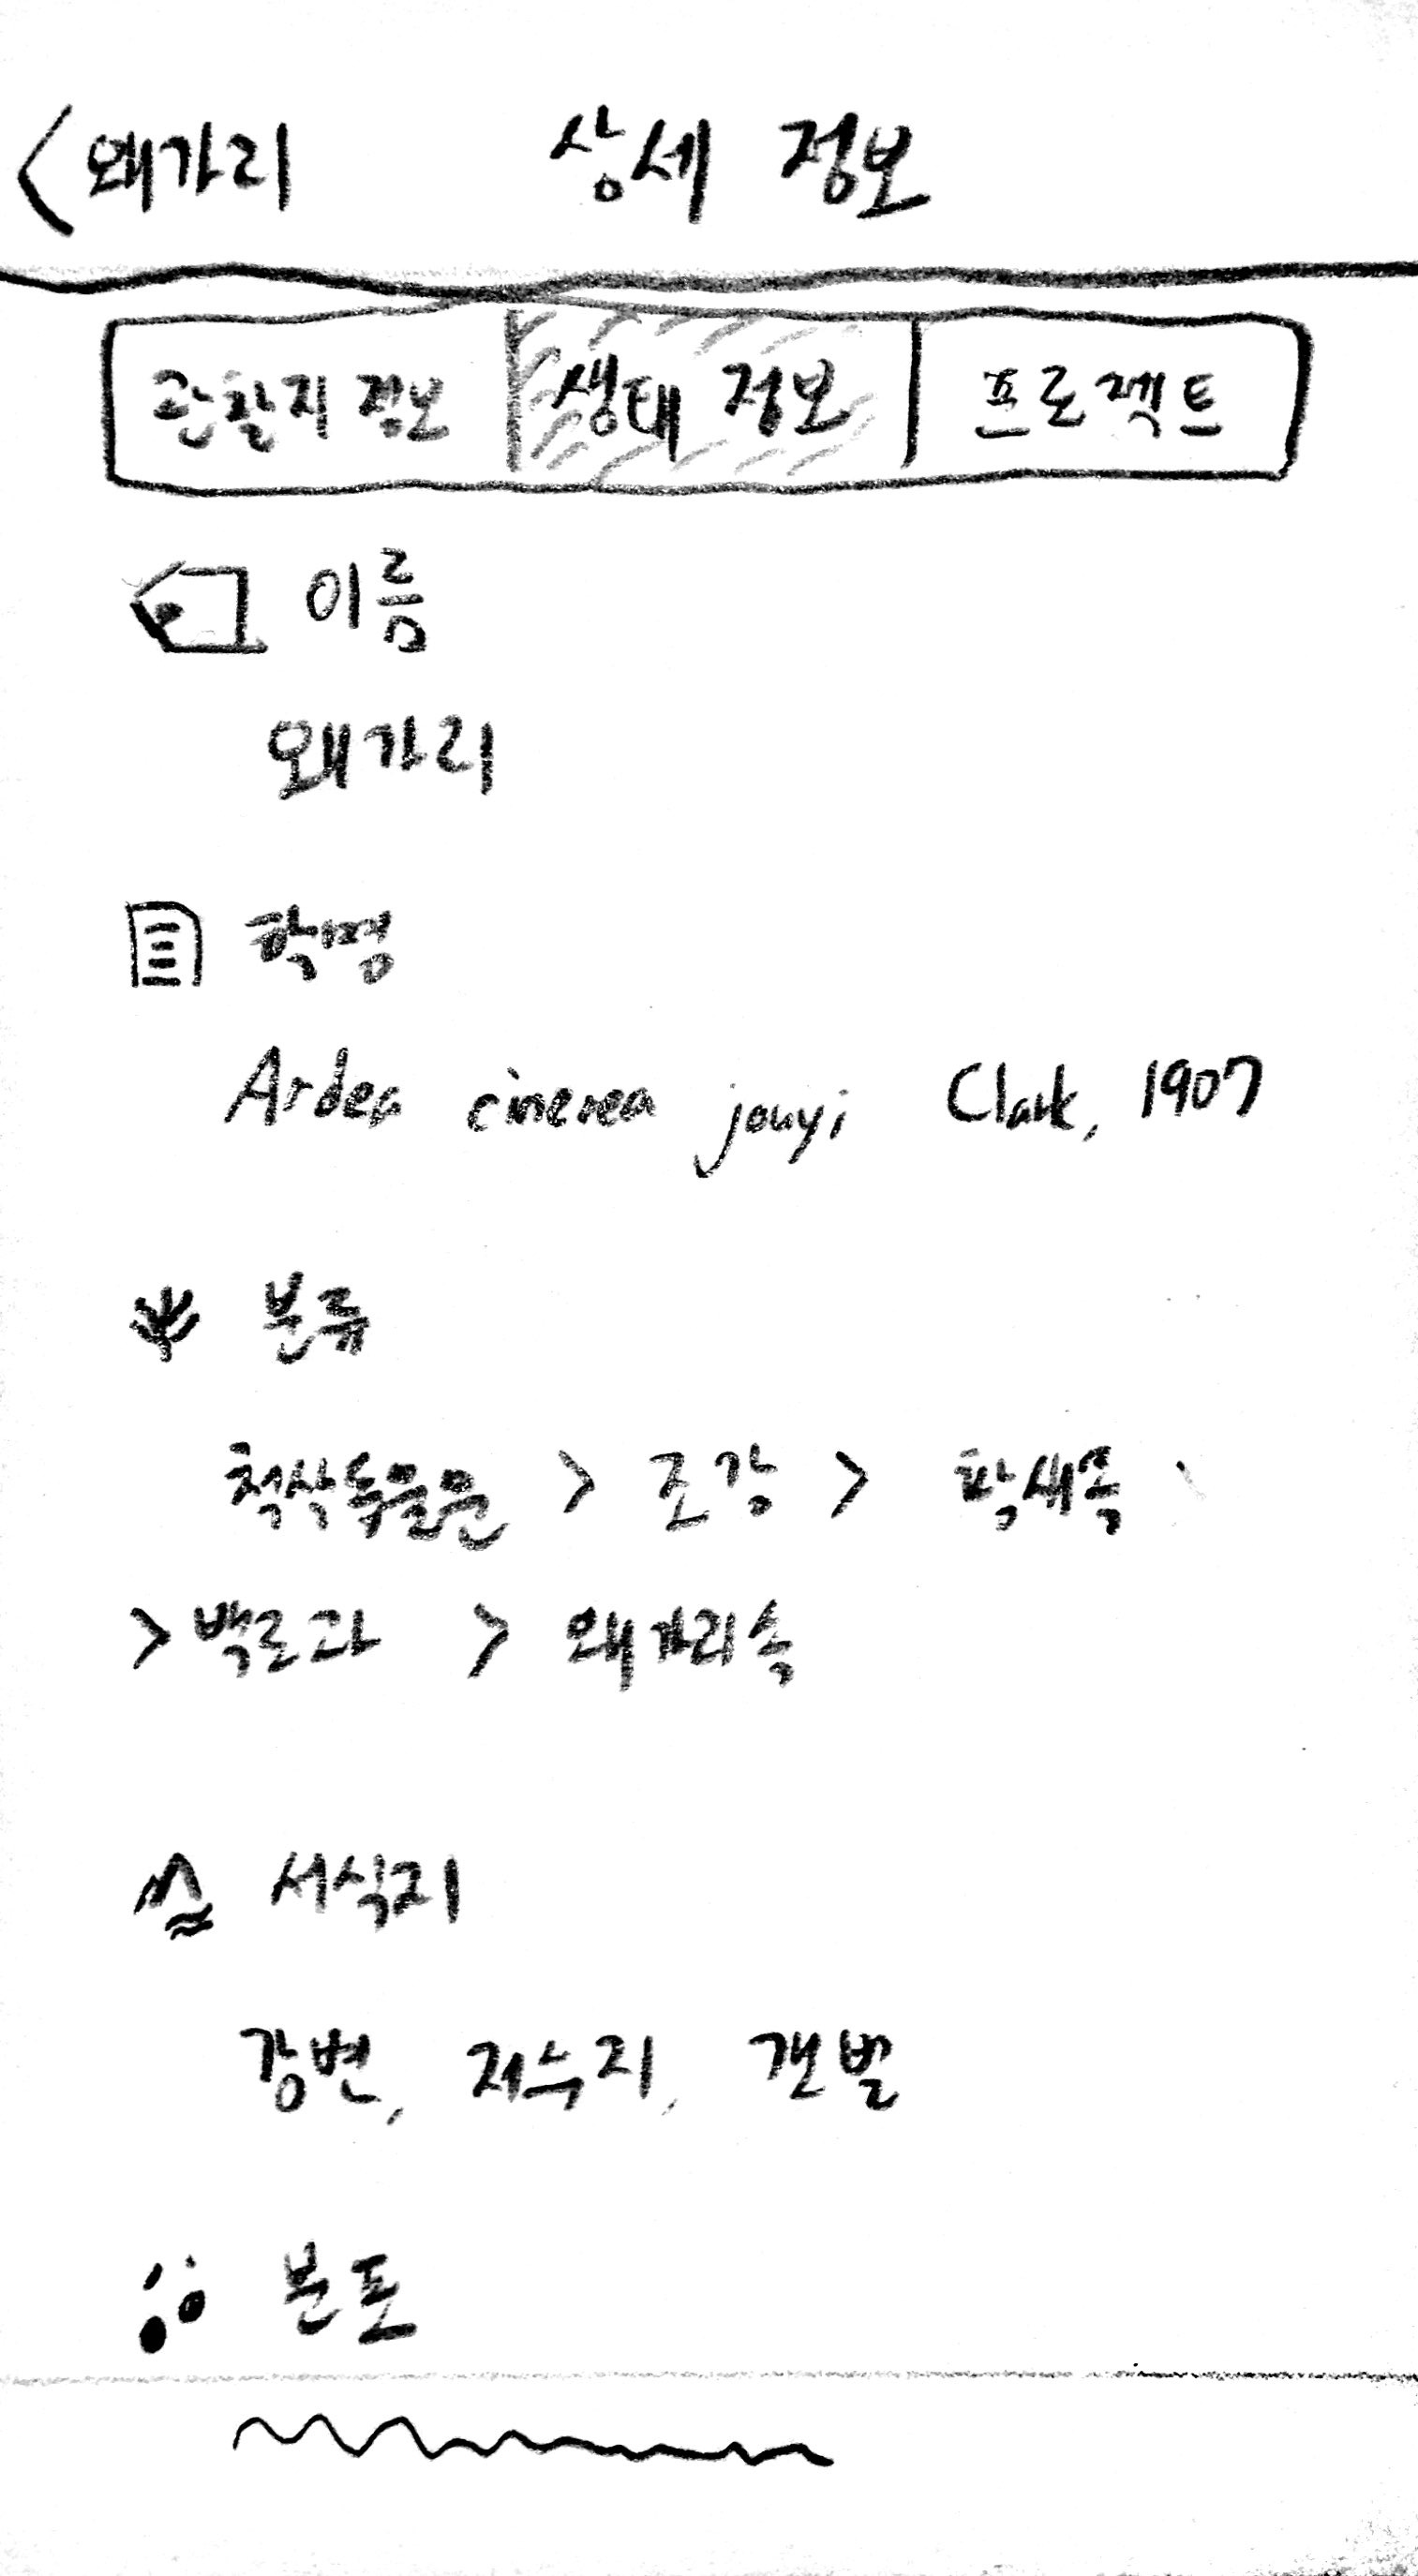 < 왜가리 상세 정보
관찰지 정보 생태 정보 프로젝트
이름
왜가리
학명
Ardea cinerea jouyi Clark, 1907
분류
척삭동물문 > 조강 > 황새목
> 백로과 > 왜가리속
서식지
강변, 저수지, 갯벌
분포